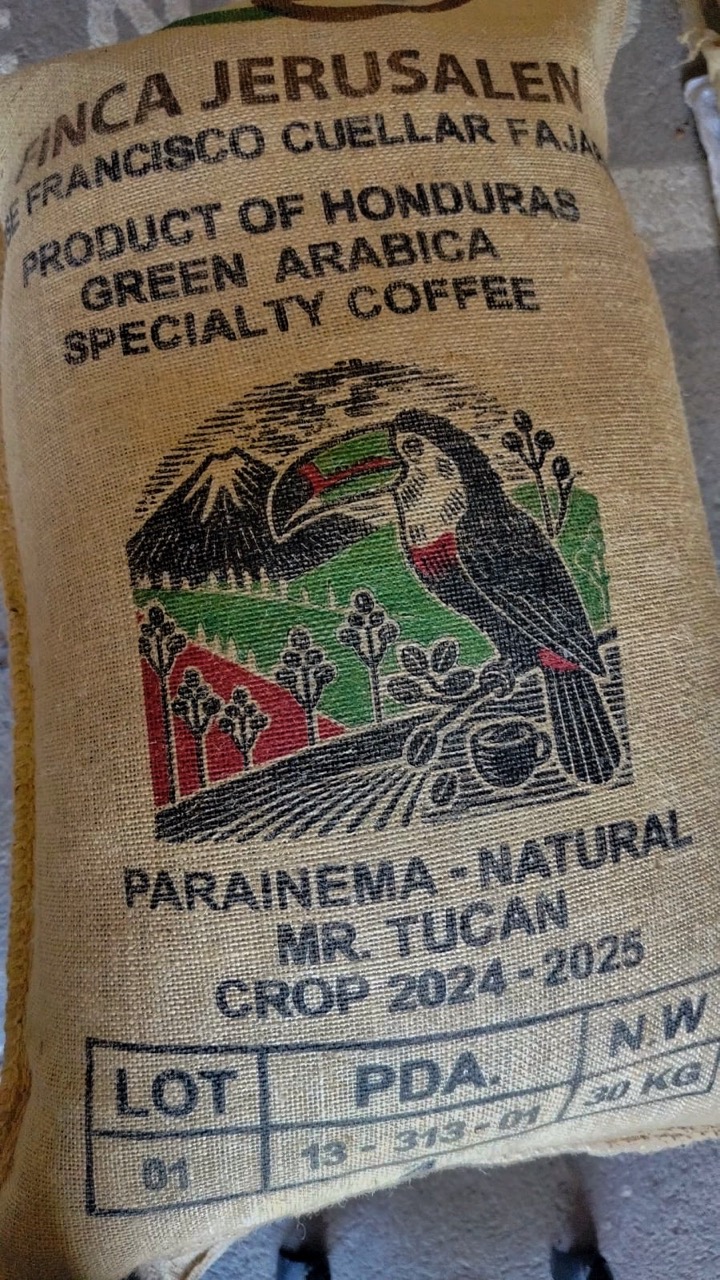 FINCA JERUSALEN
DE FRANCISCO CUELLAR
PRODUCT OF HONDURAS
GREEN ARABICA
SPECIALTY COFFEE
PARAINEMA - NATURAL
MR. TUCAN
CROP 2024 - 2025
LOT PDA. N.W
01 13 - 313 - 01 30 KG